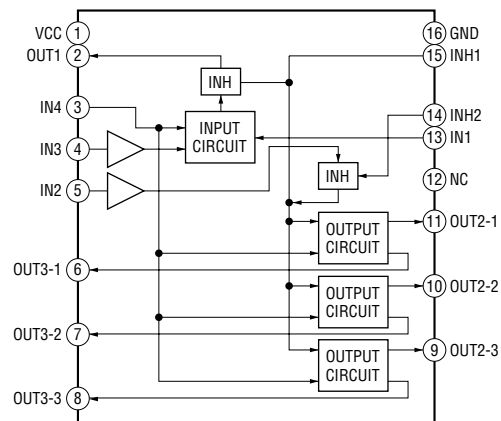 VCC 1
OUT1 2
IN4 3
IN3 4
IN2 5
OUT3-1 6
OUT3-2 7
OUT3-3 8
INH
INPUT
CIRCUIT
INH
OUTPUT
CIRCUIT
OUTPUT
CIRCUIT
OUTPUT
CIRCUIT
16 GND
15 INH1
14 INH2
13 IN1
12 NC
11 OUT2-1
10 OUT2-2
9 OUT2-3